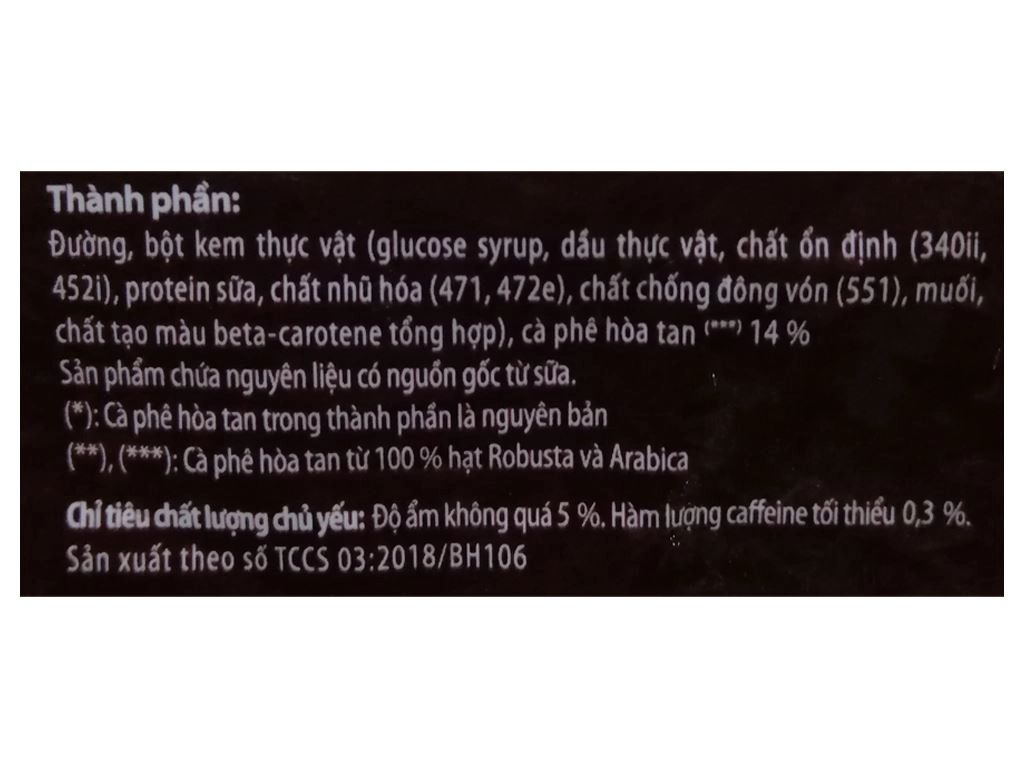 Thành phần:
Đường, bột kem thực vật (glucose syrup, dầu thực vật, chất ổn định (340ii,
452i), protein sữa, chất nhũ hóa (471, 472e), chất chống đông vón (551), muối,
chất tạo màu beta-carotene tổng hợp), cà phê hòa tan (***) 14 %
Sản phẩm chứa nguyên liệu có nguồn gốc từ sữa.
(*): Cà phê hòa tan trong thành phần là nguyên bản
(**), (***): Cà phê hòa tan từ 100 % hạt Robusta và Arabica
Chỉ tiêu chất lượng chủ yếu: Độ ẩm không quá 5 %. Hàm lượng caffeine tối thiểu 0,3 %.
Sản xuất theo số TCCS 03:2018/BH106